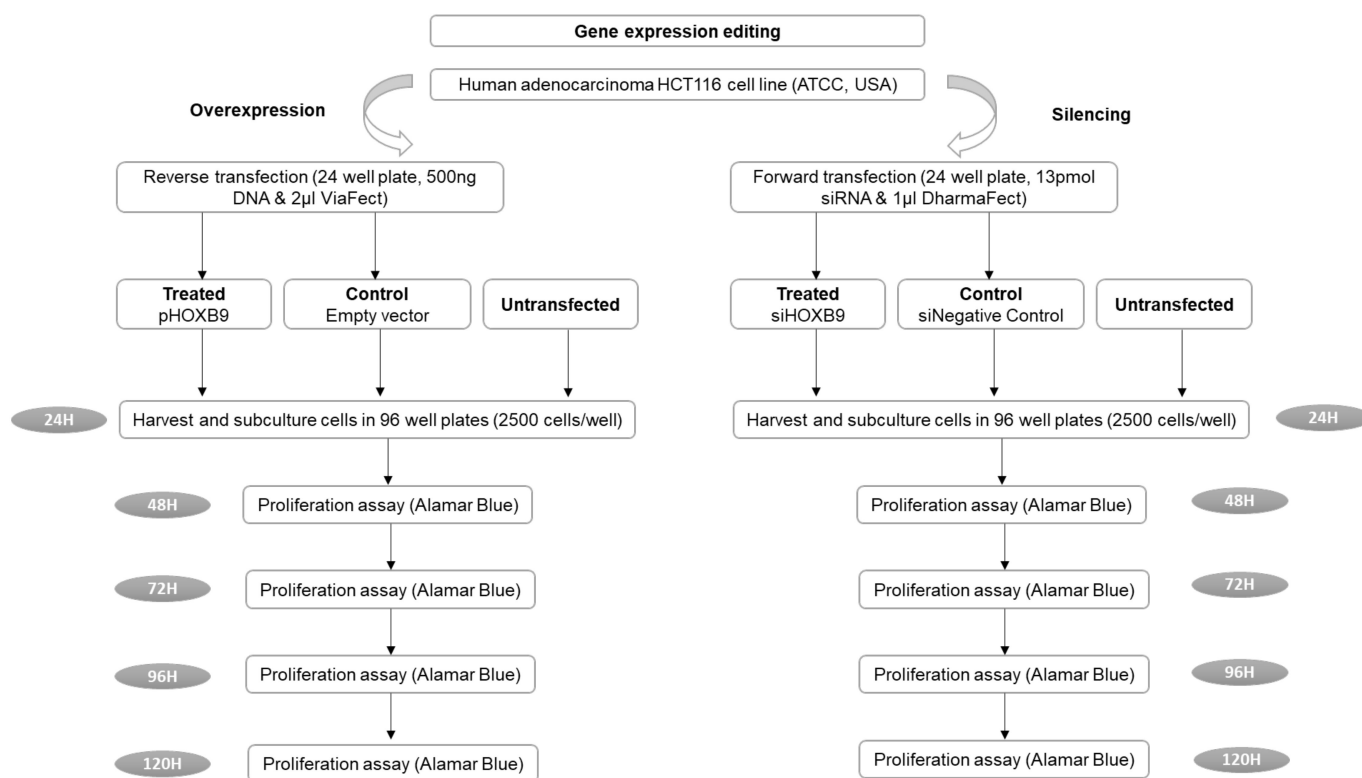 Gene expression editing
Human adenocarcinoma HCT116 cell line (ATCC, USA)
Overexpression
Silencing
Reverse transfection (24 well plate, 500ng
DNA & 2µl ViaFect)
Forward transfection (24 well plate, 13pmol
siRNA & 1µl DharmaFect)
Treated
pHOXB9
Control
Empty vector
Untransfected
Treated
siHOXB9
Control
siNegative Control
Untransfected
24H
Harvest and subculture cells in 96 well plates (2500 cells/well)
Harvest and subculture cells in 96 well plates (2500 cells/well)
24H
48H
Proliferation assay (Alamar Blue)
Proliferation assay (Alamar Blue)
48H
72H
Proliferation assay (Alamar Blue)
Proliferation assay (Alamar Blue)
72H
96H
Proliferation assay (Alamar Blue)
Proliferation assay (Alamar Blue)
96H
120H
Proliferation assay (Alamar Blue)
Proliferation assay (Alamar Blue)
120H